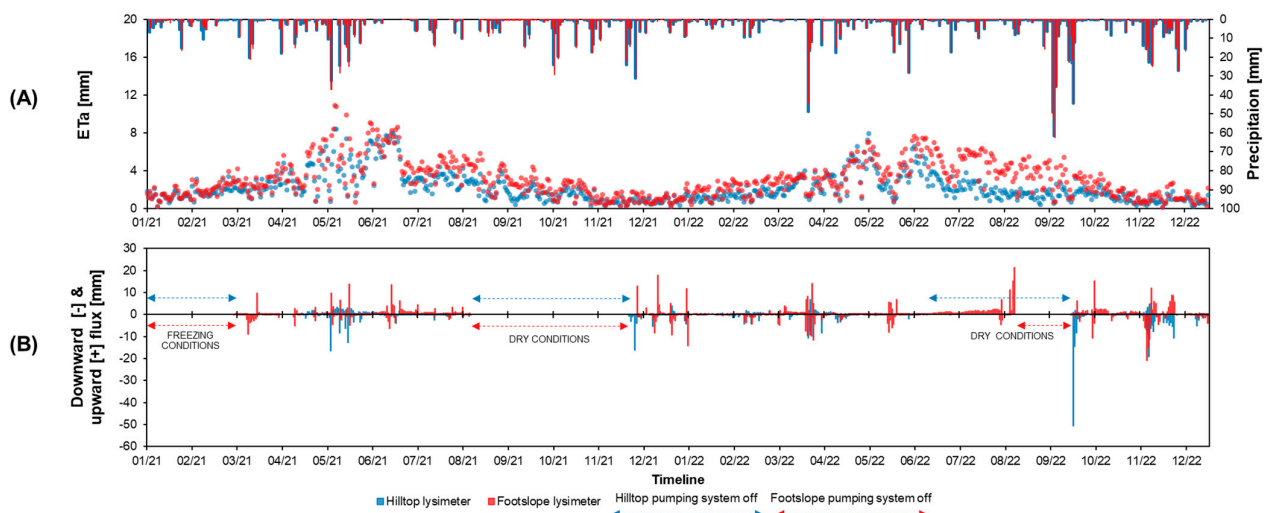 (A)
ETa [mm]
20
16
12
8
4
0
0
10
20
30
40
50
60
70
80
90
100
Precipitaion [mm]
01/21 02/21 03/21 04/21 05/21 06/21 07/21 08/21 09/21 10/21 11/21 12/21 01/22 02/22 03/22 04/22 05/22 06/22 07/22 08/22 09/22 10/22 11/22 12/22
(B)
Downward [-] &
upward [+] flux [mm]
30
20
10
0
-10
-20
-30
-40
-50
-60
FREEZING
CONDITIONS
DRY CONDITIONS
DRY CONDITIONS
01/21 02/21 03/21 04/21 05/21 06/21 07/21 08/21 09/21 10/21 11/21 12/21 01/22 02/22 03/22 04/22 05/22 06/22 07/22 08/22 09/22 10/22 11/22 12/22
Timeline
Hilltop lysimeter Footslope lysimeter Hilltop pumping system off Footslope pumping system off